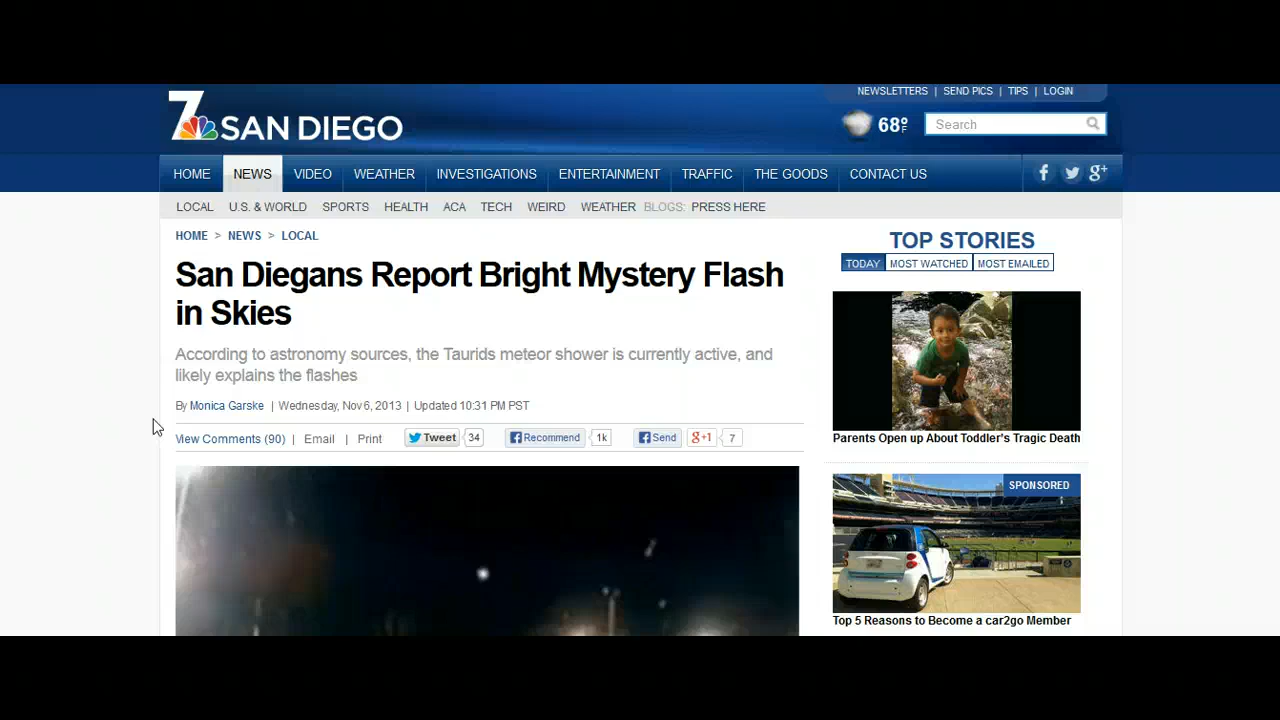 NEWSLETTERS | SEND PICS | TIPS | LOGIN
7 SAN DIEGO
68° F
Search
HOME NEWS VIDEO WEATHER INVESTIGATIONS ENTERTAINMENT TRAFFIC THE GOODS CONTACT US
LOCAL U.S. & WORLD SPORTS HEALTH ACA TECH WEIRD WEATHER BLOGS: PRESS HERE
HOME > NEWS > LOCAL
San Diegans Report Bright Mystery Flash
in Skies
According to astronomy sources, the Taurids meteor shower is currently active, and
likely explains the flashes
By Monica Garske | Wednesday, Nov 6, 2013 | Updated 10:31 PM PST
View Comments (90) | Email | Print Tweet 34 Recommend 1k Send +1 7
TOP STORIES
TODAY MOST WATCHED MOST EMAILED
Parents Open up About Toddler's Tragic Death
SPONSORED
Top 5 Reasons to Become a car2go Member